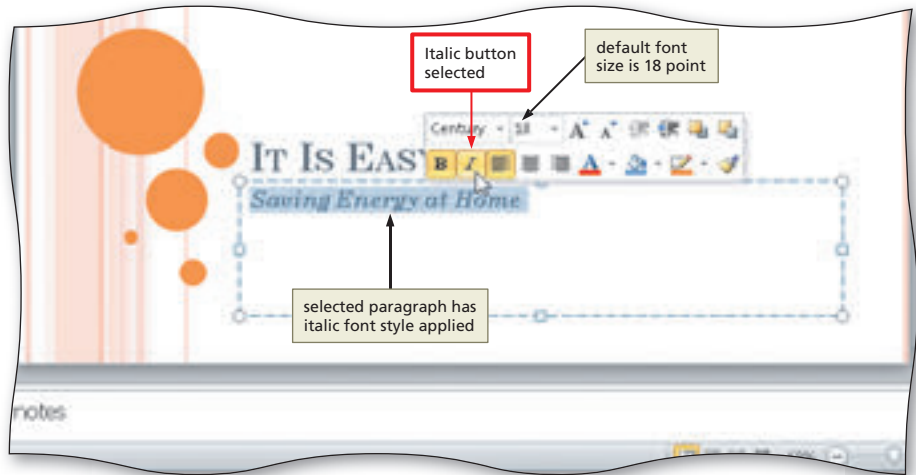 Italic button
selected
default font
size is 18 point
Century
18
IT IS EASY
B I A
Saving Energy at Home
selected paragraph has
italic font style applied
notes